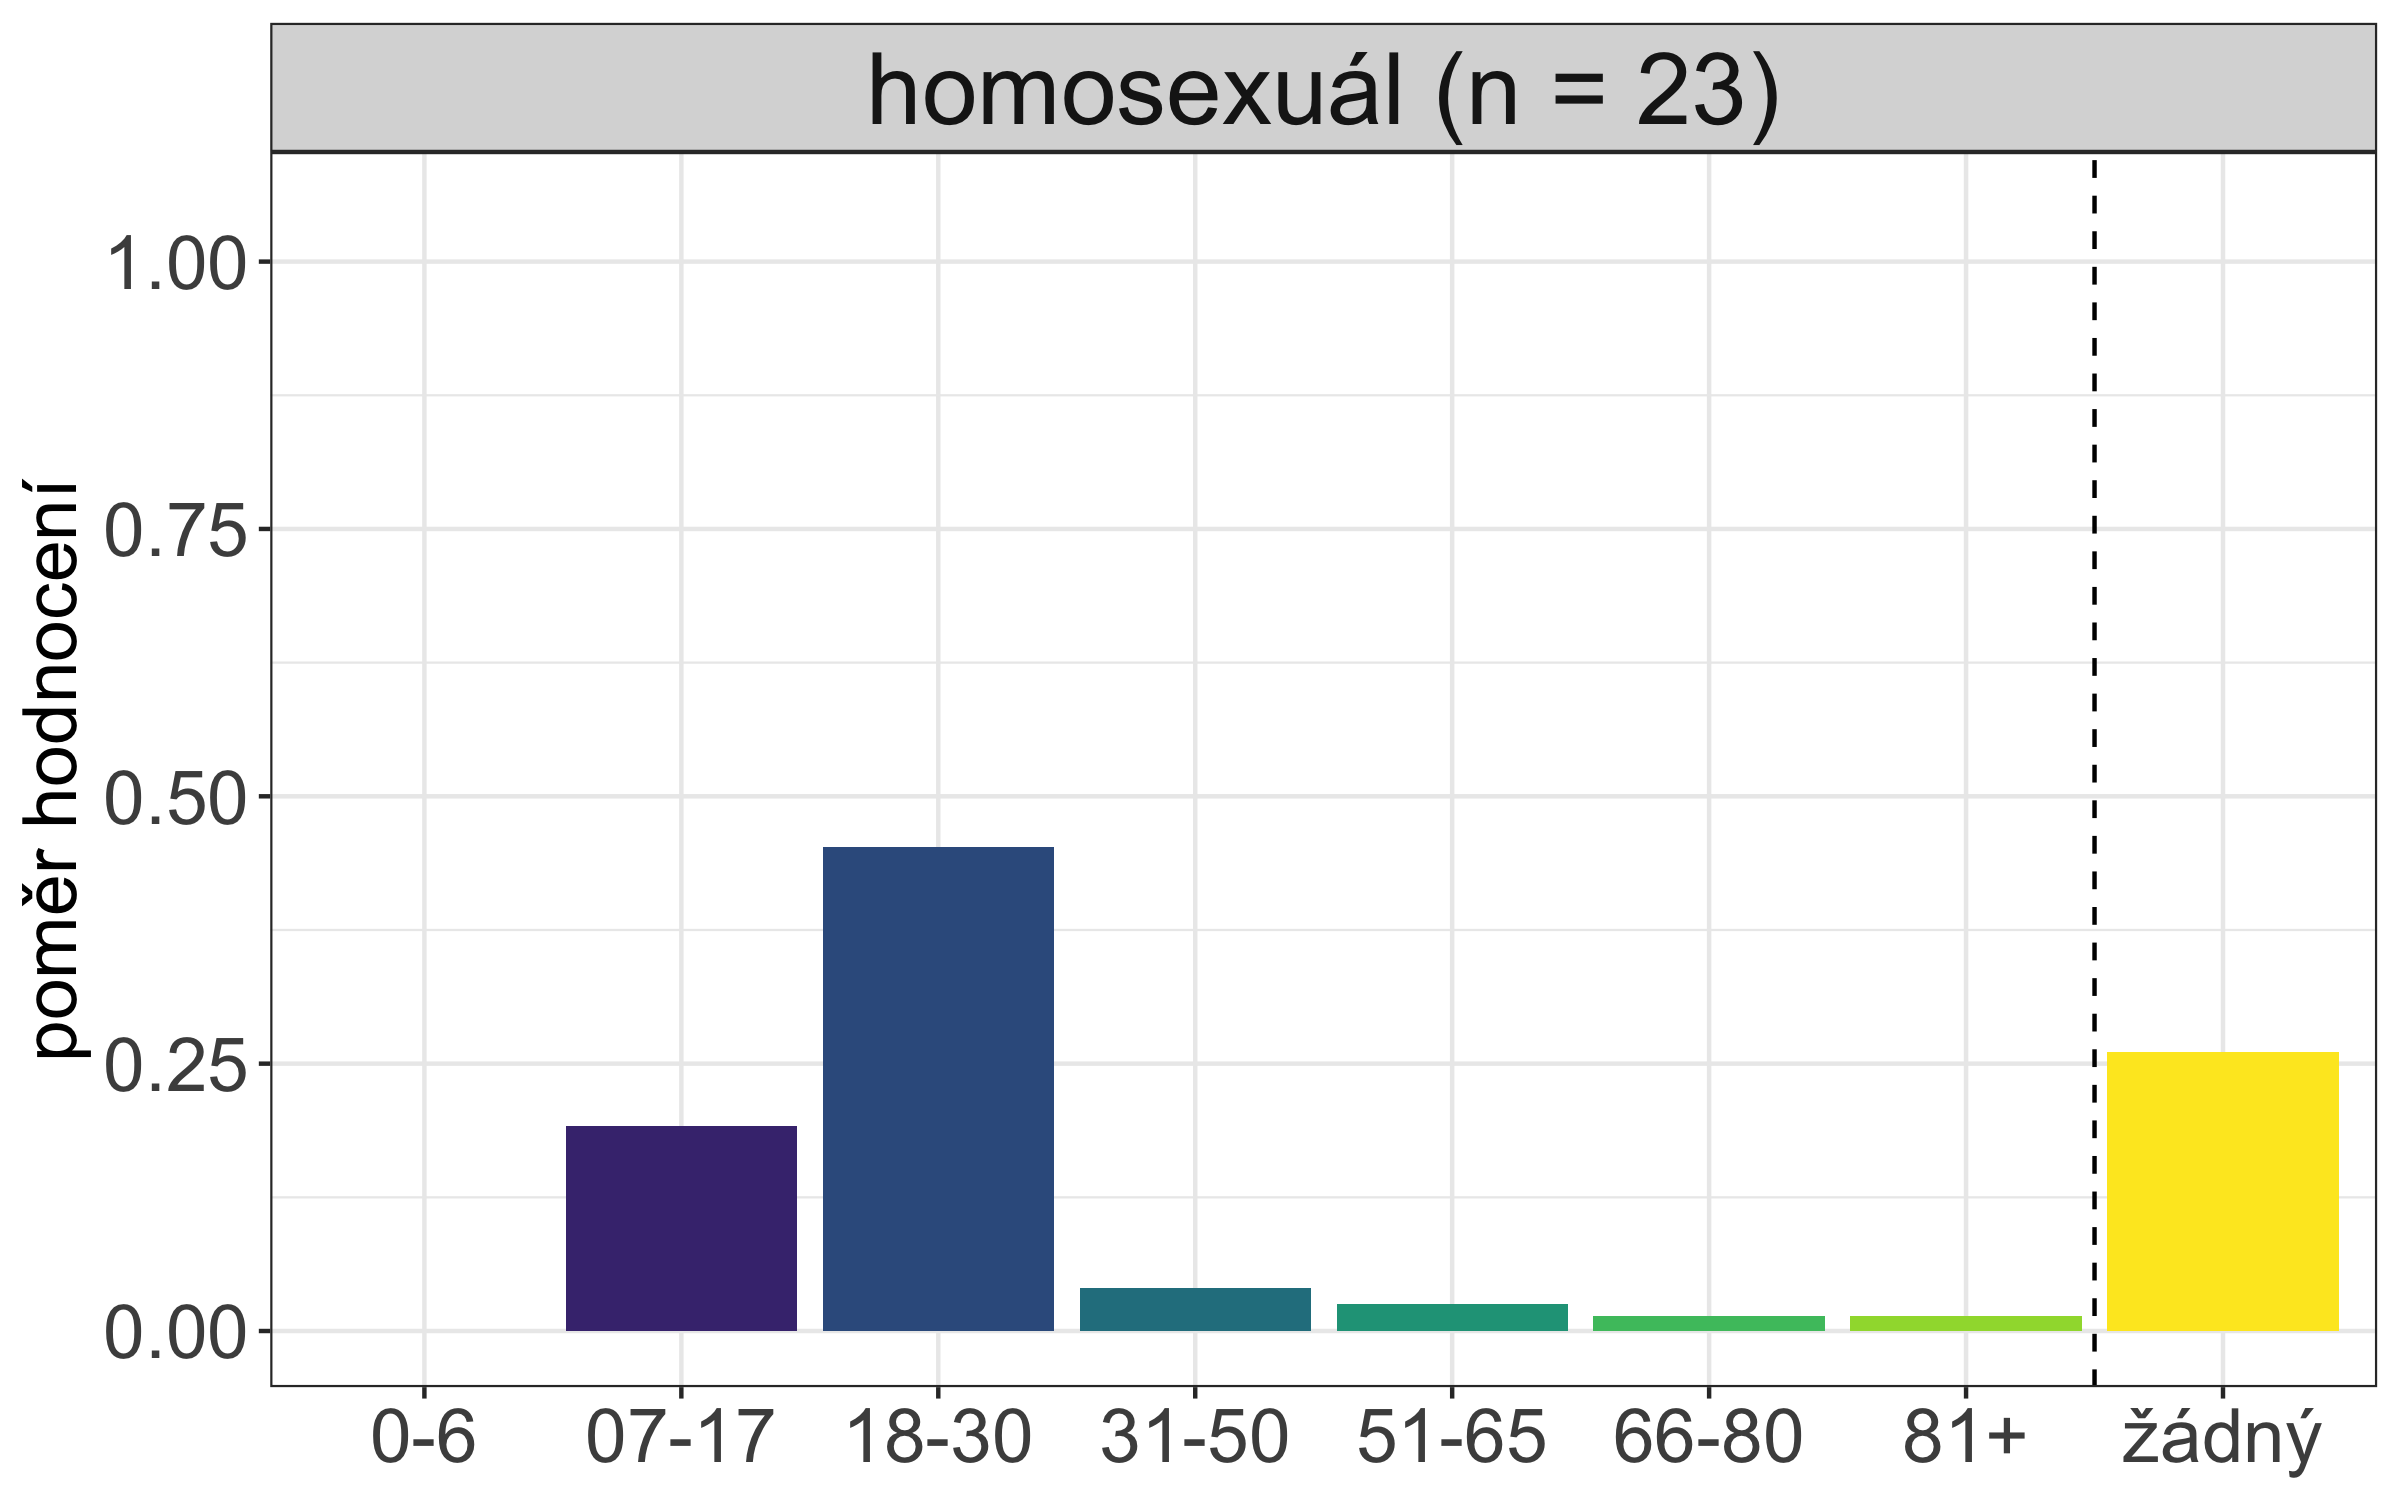 homosexuál (n = 23)
poměr hodnocení
1.00
0.75
0.50
0.25
0.00
0-6 07-17 18-30 31-50 51-65 66-80 81+ žádný